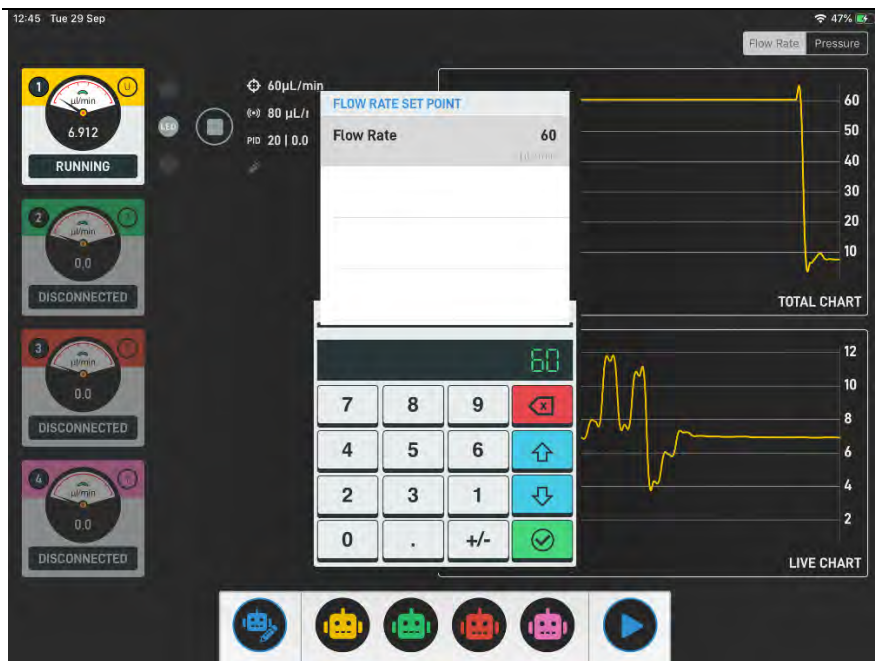 12:45 Tue 29 Sep
47%
Flow Rate Pressure
1
U
µl/min
6.912
RUNNING
LED
60µL/min
80 µL/
PID 20 | 0.0
FLOW RATE SET POINT
Flow Rate 60
60
50
40
30
20
10
TOTAL CHART
2
µl/min
0,0
DISCONNECTED
3
µl/min
0.0
DISCONNECTED
4
µl/min
0.0
DISCONNECTED
60
7 8 9
x
4 5 6
2 3 1
0 . +/-
12
10
8
6
4
2
LIVE CHART